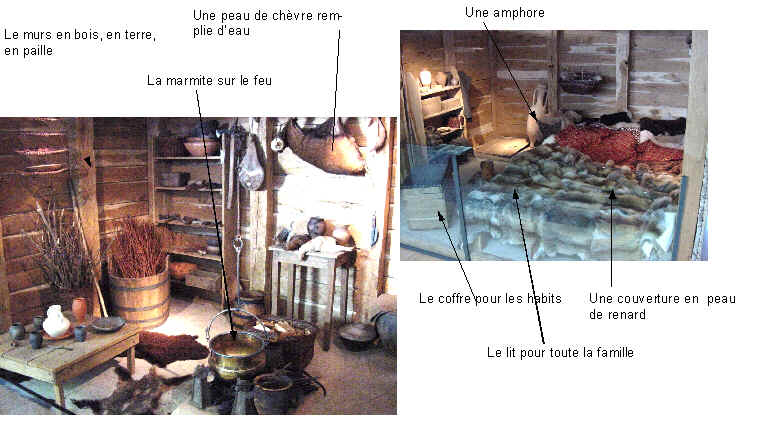 Le murs en bois, en terre,
en paille
Une peau de chèvre rem-
plie d'eau
La marmite sur le feu
Une amphore
Le coffre pour les habits
Une couverture en peau
de renard
Le lit pour toute la famille